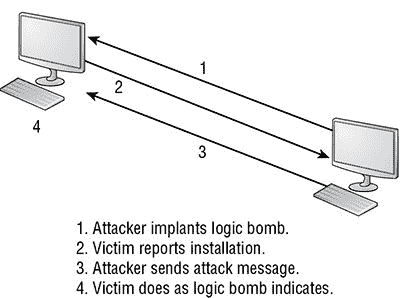 1
2
4
3
1. Attacker implants logic bomb.
2. Victim reports installation.
3. Attacker sends attack message.
4. Victim does as logic bomb indicates.